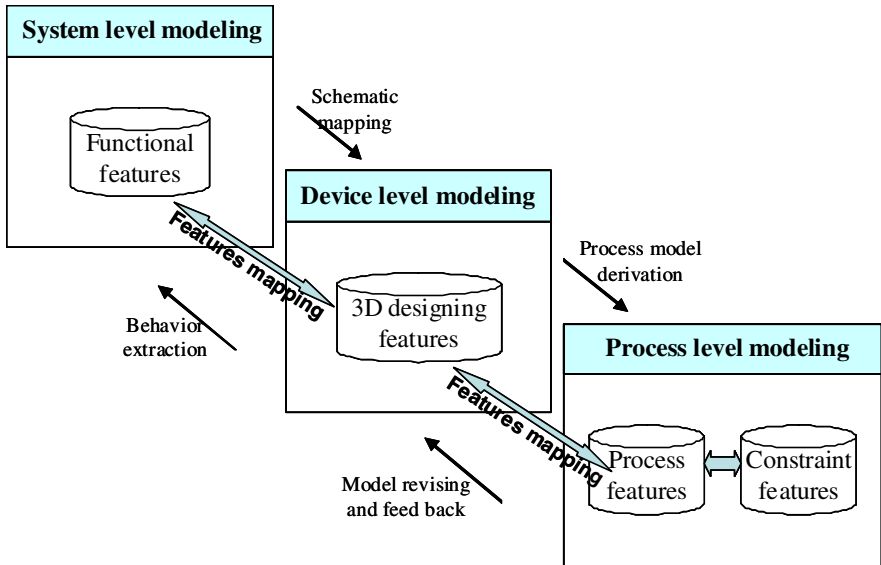 System level modeling
Functional
features
Schematic
mapping
Device level modeling
Features mapping
3D designing
features
Behavior
extraction
Process model
derivation
Process level modeling
Features mapping
Process
features
Constraint
features
Model revising
and feed back